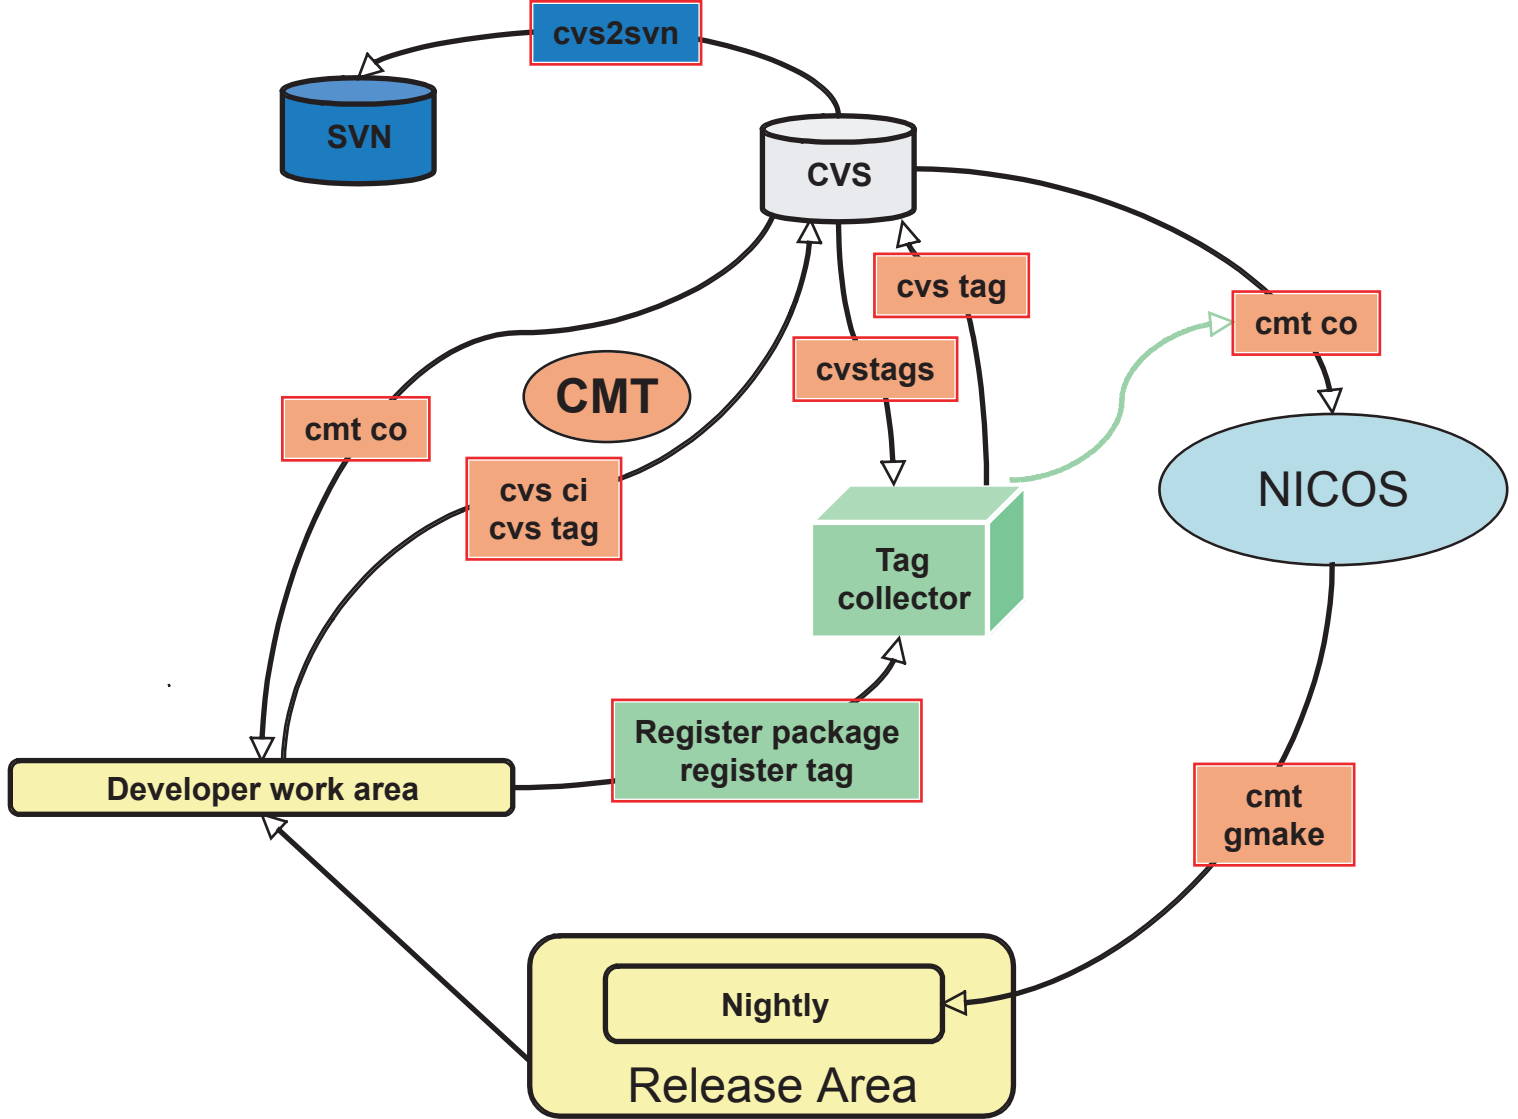 cvs2svn
SVN
CVS
cvs tag
cmt co
cvstags
CMT
cmt co
cvs ci
cvs tag
NICOS
Tag
collector
Register package
register tag
Developer work area
cmt
gmake
Nightly
Release Area